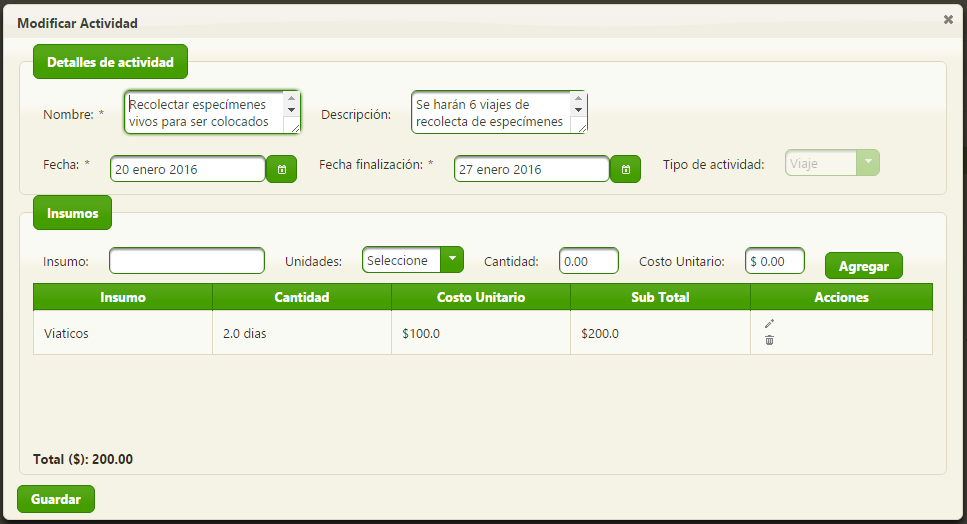 Modificar Actividad
Detalles de actividad
Nombre: * Recolectar especímenes vivos para ser colocados Descripción: Se harán 6 viajes de recolecta de especímenes
Fecha: * 20 enero 2016 Fecha finalización: * 27 enero 2016 Tipo de actividad: Viaje
Insumos
Insumo: Unidades: Seleccione Cantidad: 0.00 Costo Unitario: $ 0.00 Agregar
Insumo Cantidad Costo Unitario Sub Total Acciones
Viaticos 2.0 dias $100.0 $200.0
Total ($): 200.00
Guardar